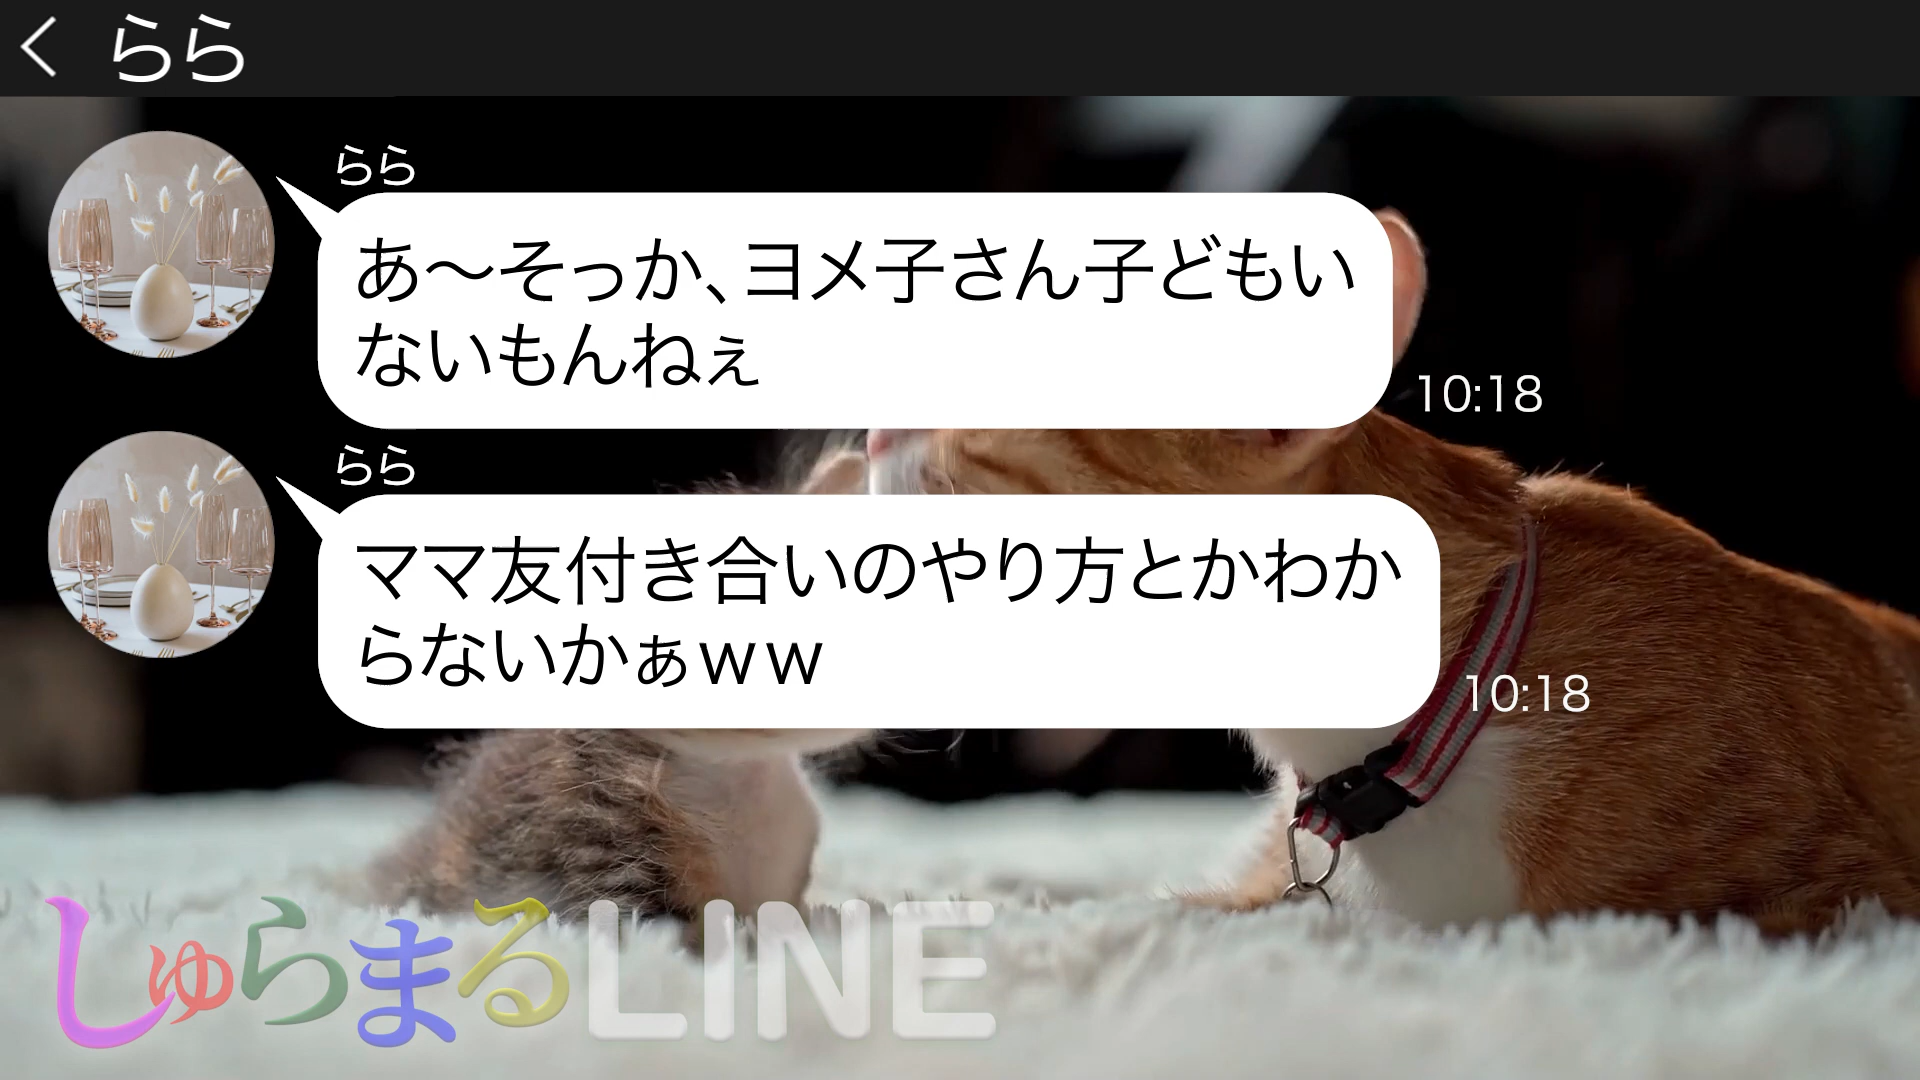 らら
らら
あ〜そっか、ヨメ子さん子どもい
ないもんねぇ
10:18
らら
ママ友付き合いのやり方とかわか
らないかぁｗｗ
10:18
しゅらまるLINE